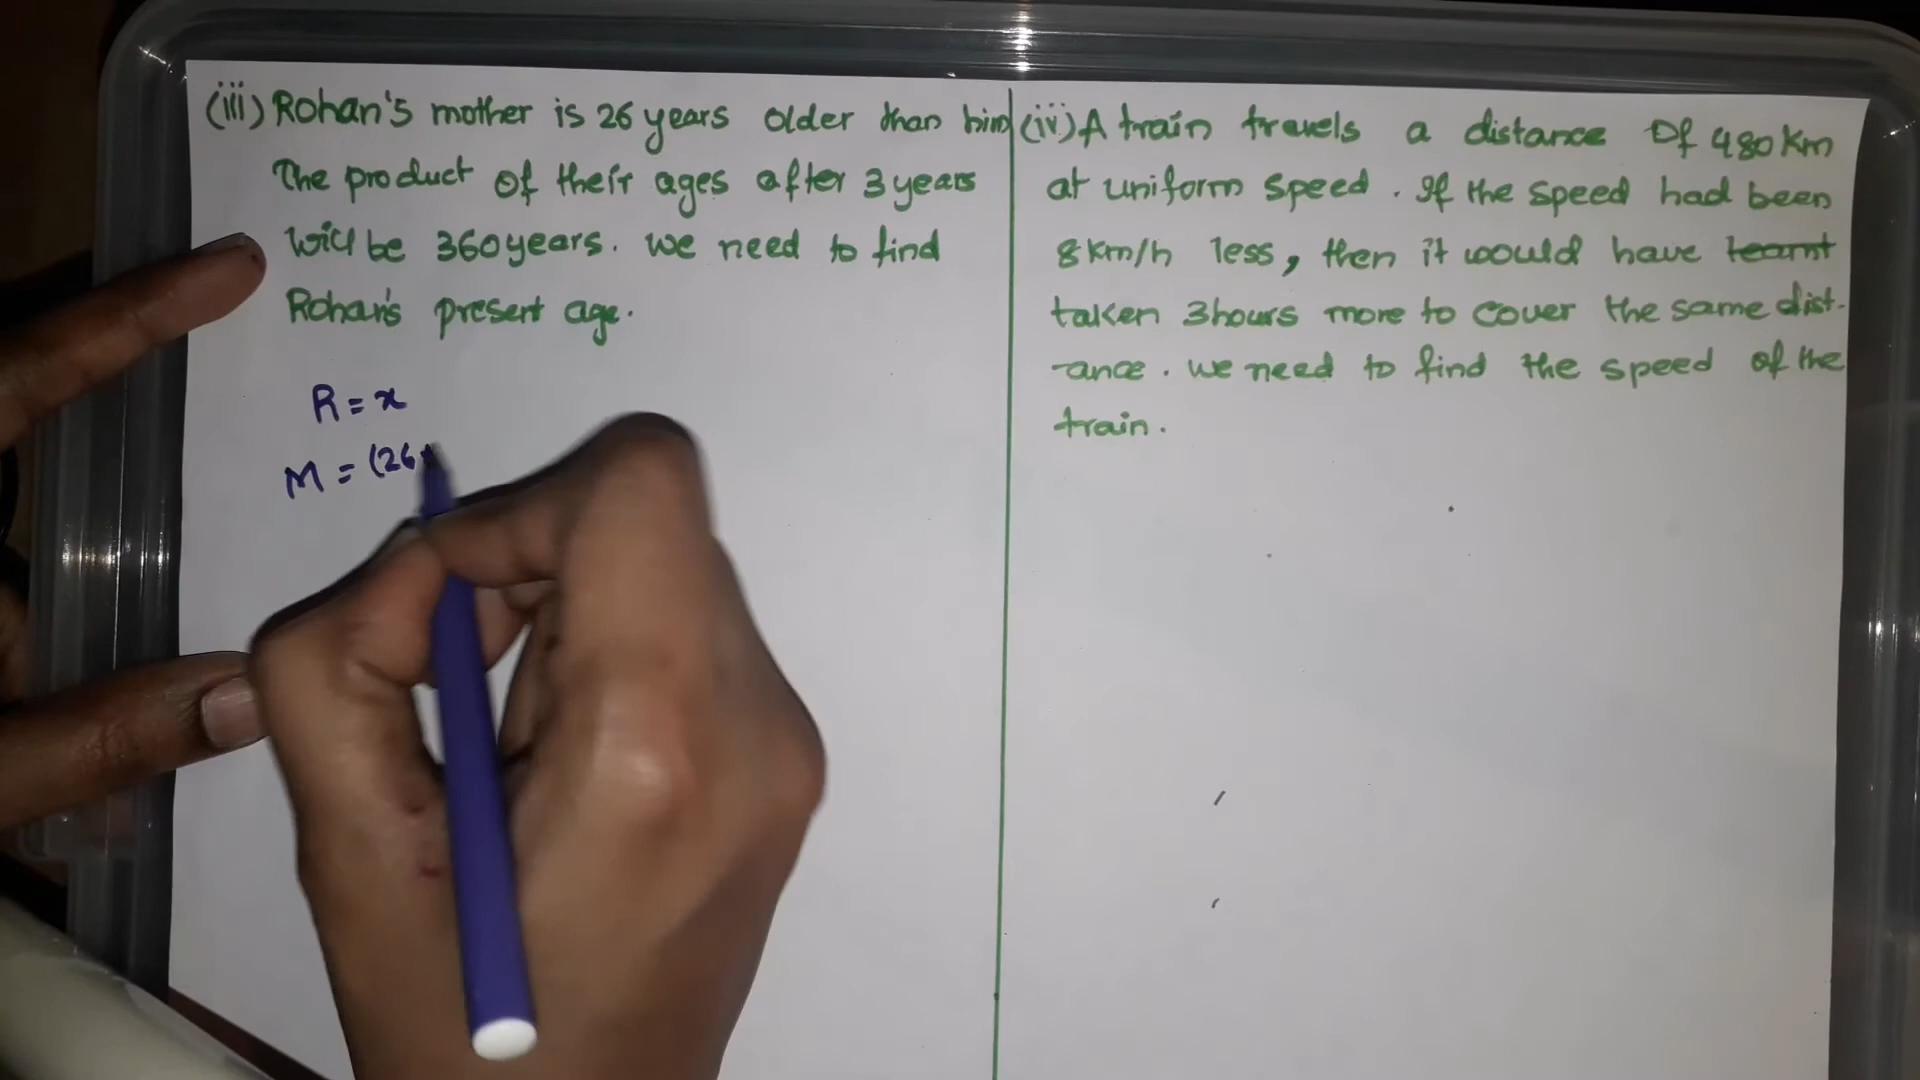 (iii) Rohan's mother is 26 years older than him
The product of their ages after 3 years
will be 360 years. We need to find
Rohan's present age.
R = x
M = (26+
(iv) A train travels a distance of 480 Km
at uniform speed. If the speed had been
8 km/h less, then it would have learnt
taken 3 hours more to cover the same dist-
-ance. We need to find the speed of the
train.